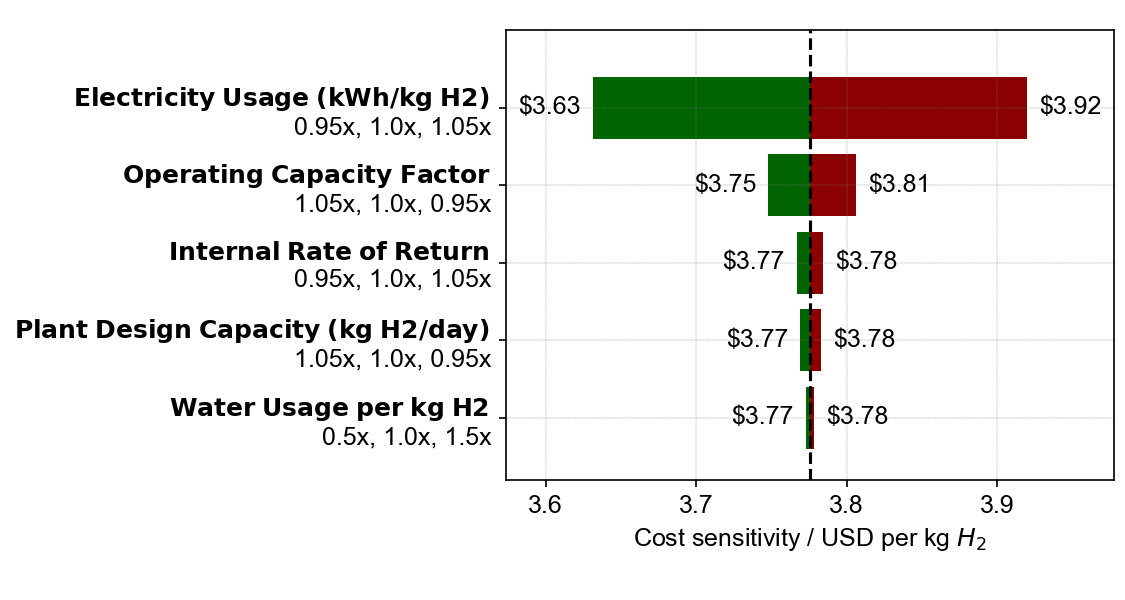 Electricity Usage (kWh/kg H2)
0.95x, 1.0x, 1.05x
$3.63
$3.92
Operating Capacity Factor
1.05x, 1.0x, 0.95x
$3.75
$3.81
Internal Rate of Return
0.95x, 1.0x, 1.05x
$3.77
$3.78
Plant Design Capacity (kg H2/day)
1.05x, 1.0x, 0.95x
$3.77
$3.78
Water Usage per kg H2
0.5x, 1.0x, 1.5x
$3.77
$3.78
3.6 3.7 3.8 3.9
Cost sensitivity / USD per kg H₂